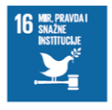 16 MIR, PRAVDA I
SNAŽNE
INSTITUCIJE